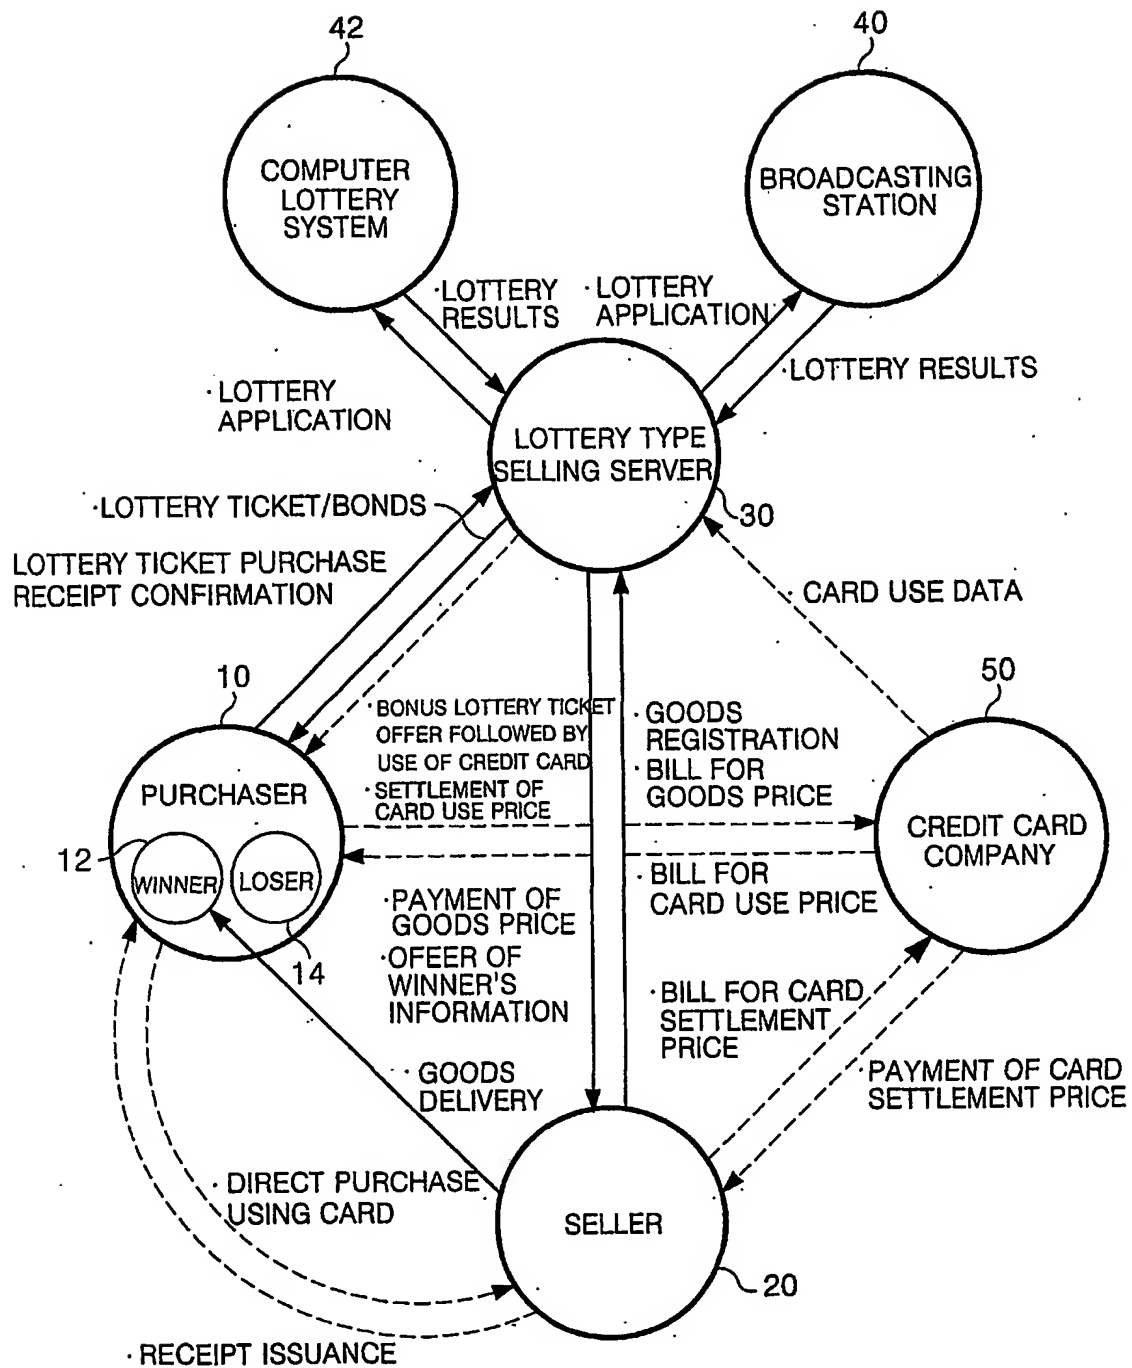 42
40
COMPUTER
LOTTERY
SYSTEM
BROADCASTING
STATION
·LOTTERY
RESULTS
·LOTTERY
APPLICATION
·LOTTERY RESULTS
·LOTTERY
APPLICATION
LOTTERY TYPE
SELLING SERVER
30
·LOTTERY TICKET/BONDS
LOTTERY TICKET PURCHASE
RECEIPT CONFIRMATION
·CARD USE DATA
10
50
·BONUS LOTTERY TICKET
OFFER FOLLOWED BY
USE OF CREDIT CARD
·SETTLEMENT OF
CARD USE PRICE
·GOODS
REGISTRATION
·BILL FOR
GOODS PRICE
PURCHASER
12
WINNER
LOSER
14
CREDIT CARD
COMPANY
·BILL FOR
CARD USE PRICE
·PAYMENT OF
GOODS PRICE
·OFEER OF
WINNER'S
INFORMATION
·BILL FOR CARD
SETTLEMENT
PRICE
·PAYMENT OF CARD
SETTLEMENT PRICE
·GOODS
DELIVERY
·DIRECT PURCHASE
USING CARD
SELLER
20
·RECEIPT ISSUANCE